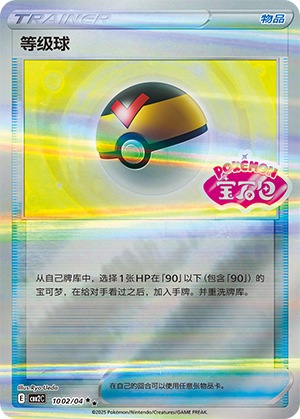 TRAINER
物品
等级球
POKÉMON
宝石包
从自己牌库中，选择1张HP在「90」以下（包含「90」）的
宝可梦，在给对手看过之后，加入手牌。并重洗牌库。
Illus. Ryo Ueda
在自己的回合可以使用任意张物品卡。
E CBB2C 1002/04 ★★
©2025 Pokémon/Nintendo/Creatures/GAME FREAK.